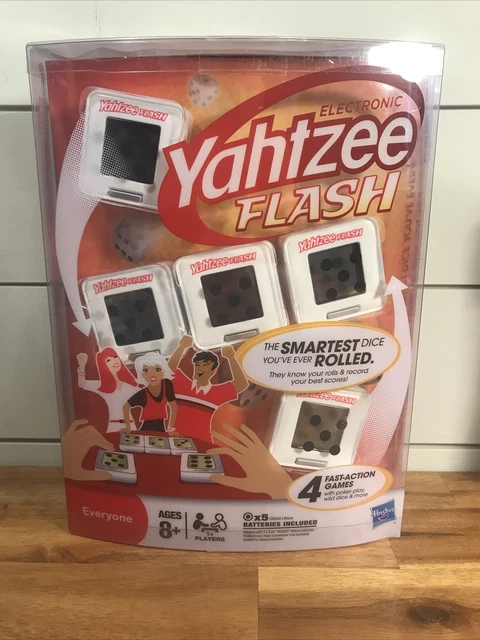 Yahtzee FLASH
ELECTRONIC
Yahtzee
FLASH
Yahtzee FLASH
Yahtzee FLASH
Yahtzee FLASH
THE SMARTEST DICE
YOU'VE EVER ROLLED.
They know your rolls & record
your best scores!
Yahtzee FLASH
4 FAST-ACTION
GAMES
with poker play,
wild dice & more
Everyone
AGES
8+
1+
PLAYERS
x5
BATTERIES INCLUDED
Hasbro